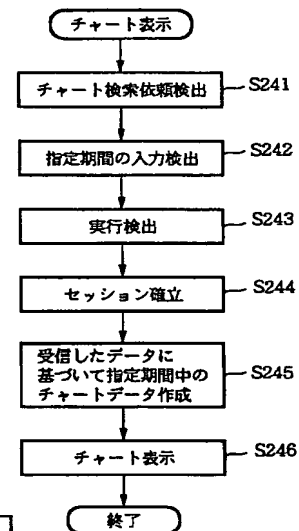 チャート表示
チャート検索依頼検出
S241
指定期間の入力検出
S242
実行検出
S243
セッション確立
S244
受信したデータに
基づいて指定期間中の
チャートデータ作成
S245
チャート表示
S246
終了